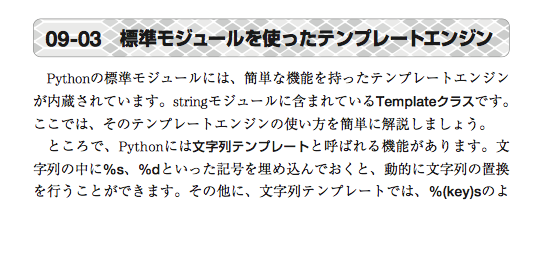 09-03 標準モジュールを使ったテンプレートエンジン
Pythonの標準モジュールには、簡単な機能を持ったテンプレートエンジン
が内蔵されています。stringモジュールに含まれているTemplateクラスです。
ここでは、そのテンプレートエンジンの使い方を簡単に解説しましょう。
ところで、Pythonには文字列テンプレートと呼ばれる機能があります。文
字列の中に%s、%dといった記号を埋め込んでおくと、動的に文字列の置換
を行うことができます。その他に、文字列テンプレートでは、%(key)sのよ